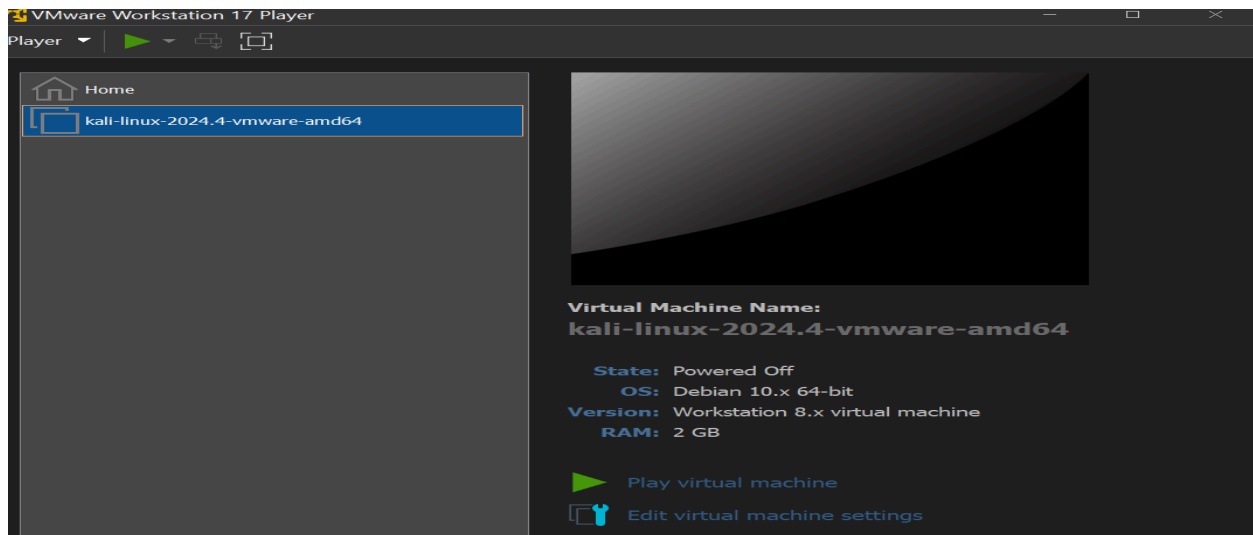 VMware Workstation 17 Player
Player
Home
kali-linux-2024.4-vmware-amd64
Virtual Machine Name:
kali-linux-2024.4-vmware-amd64
State: Powered Off
OS: Debian 10.x 64-bit
Version: Workstation 8.x virtual machine
RAM: 2 GB
Play virtual machine
Edit virtual machine settings